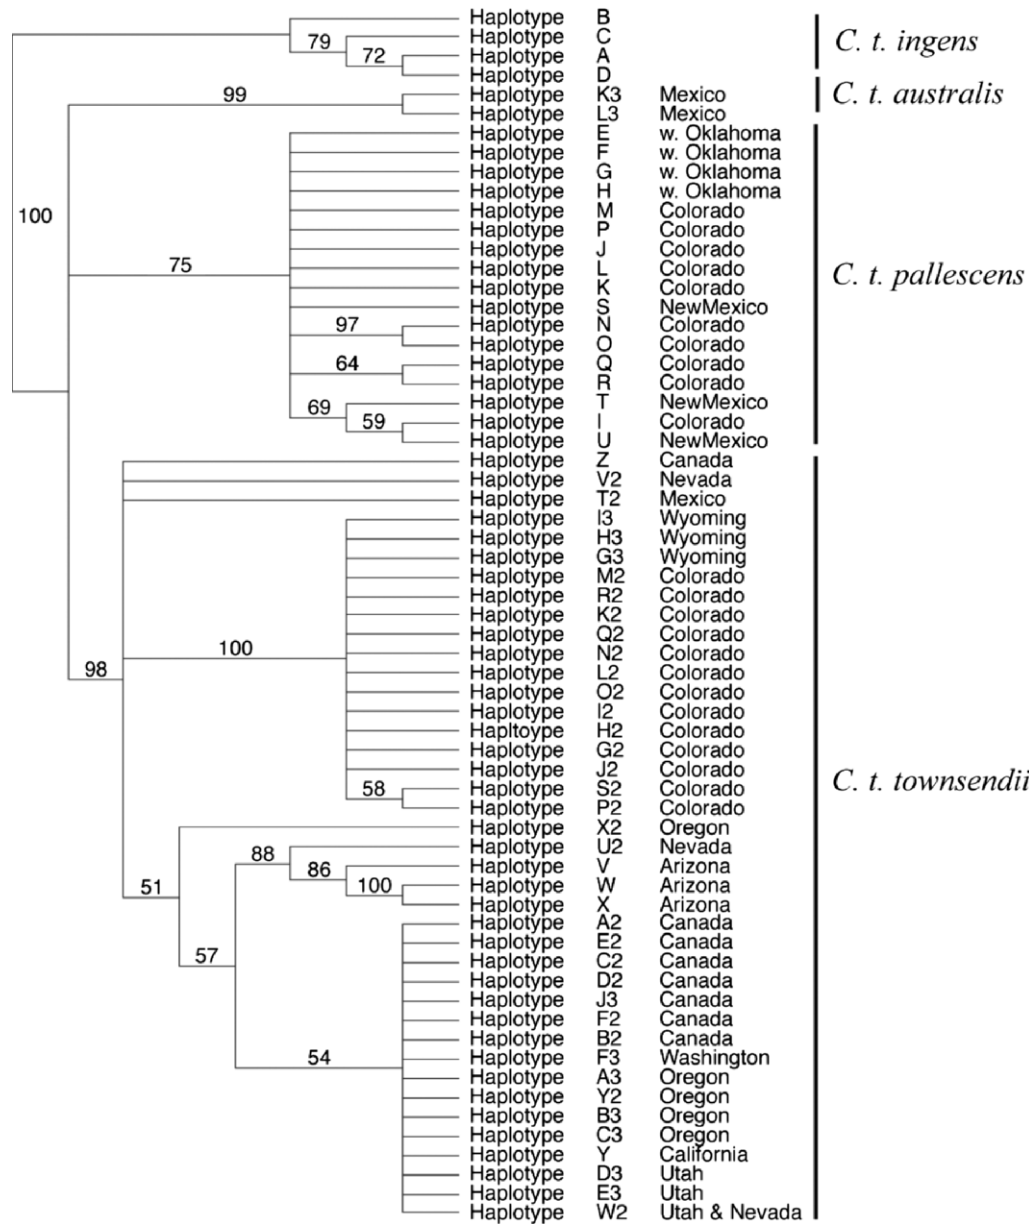 Haplotype B
79 Haplotype C
C. t. ingens
72 Haplotype A
Haplotype D
99 Haplotype K3 Mexico
C. t. australis
Haplotype L3 Mexico
Haplotype E w. Oklahoma
Haplotype F w. Oklahoma
Haplotype G w. Oklahoma
Haplotype H w. Oklahoma
100 Haplotype M Colorado
Haplotype P Colorado
Haplotype J Colorado
75 Haplotype L Colorado
C. t. pallescens
Haplotype K Colorado
Haplotype S NewMexico
97 Haplotype N Colorado
Haplotype O Colorado
64 Haplotype Q Colorado
Haplotype R Colorado
69 Haplotype T NewMexico
59 Haplotype I Colorado
Haplotype U NewMexico
Haplotype Z Canada
Haplotype V2 Nevada
Haplotype T2 Mexico
Haplotype I3 Wyoming
Haplotype H3 Wyoming
Haplotype G3 Wyoming
Haplotype M2 Colorado
Haplotype R2 Colorado
Haplotype K2 Colorado
Haplotype Q2 Colorado
100 Haplotype N2 Colorado
98 Haplotype L2 Colorado
Haplotype O2 Colorado
Haplotype I2 Colorado
Hapltoype H2 Colorado
Haplotype G2 Colorado
Haplotype J2 Colorado
C. t. townsendii
58 Haplotype S2 Colorado
Haplotype P2 Colorado
Haplotype X2 Oregon
88 Haplotype U2 Nevada
86 Haplotype V Arizona
51 100 Haplotype W Arizona
Haplotype X Arizona
Haplotype A2 Canada
Haplotype E2 Canada
57 Haplotype C2 Canada
Haplotype D2 Canada
Haplotype J3 Canada
Haplotype F2 Canada
Haplotype B2 Canada
54 Haplotype F3 Washington
Haplotype A3 Oregon
Haplotype Y2 Oregon
Haplotype B3 Oregon
Haplotype C3 Oregon
Haplotype Y California
Haplotype D3 Utah
Haplotype E3 Utah
Haplotype W2 Utah & Nevada